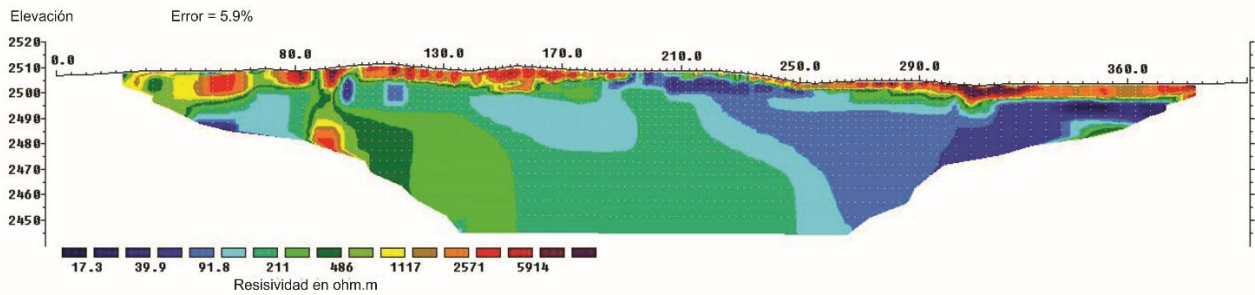 Elevación Error = 5.9%
2520
0.0 80.0 130.0 170.0 210.0 250.0 290.0 360.0
2510
2500
2490
2480
2470
2460
2450
17.3 39.9 91.8 211 486 1117 2571 5914
Resisividad en ohm.m